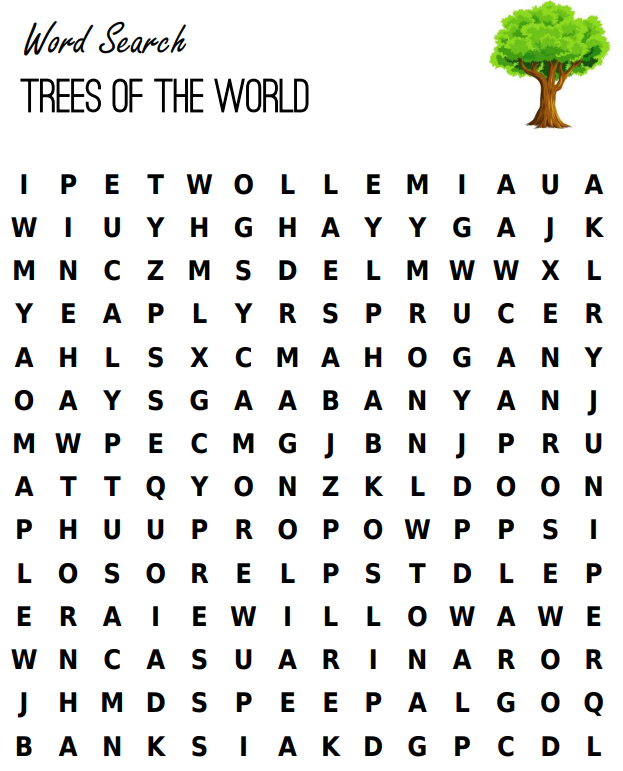 Word Search
TREES OF THE WORLD
I P E T W O L L E M I A U A
W I U Y H G H A Y Y G A J K
M N C Z M S D E L M W W X L
Y E A P L Y R S P R U C E R
A H L S X C M A H O G A N Y
O A Y S G A A B A N Y A N J
M W P E C M G J B N J P R U
A T T Q Y O N Z K L D O O N
P H U U P R O P O W P P S I
L O S O R E L P S T D L E P
E R A I E W I L L O W A W E
W N C A S U A R I N A R O R
J H M D S P E E P A L G O Q
B A N K S I A K D G P C D L